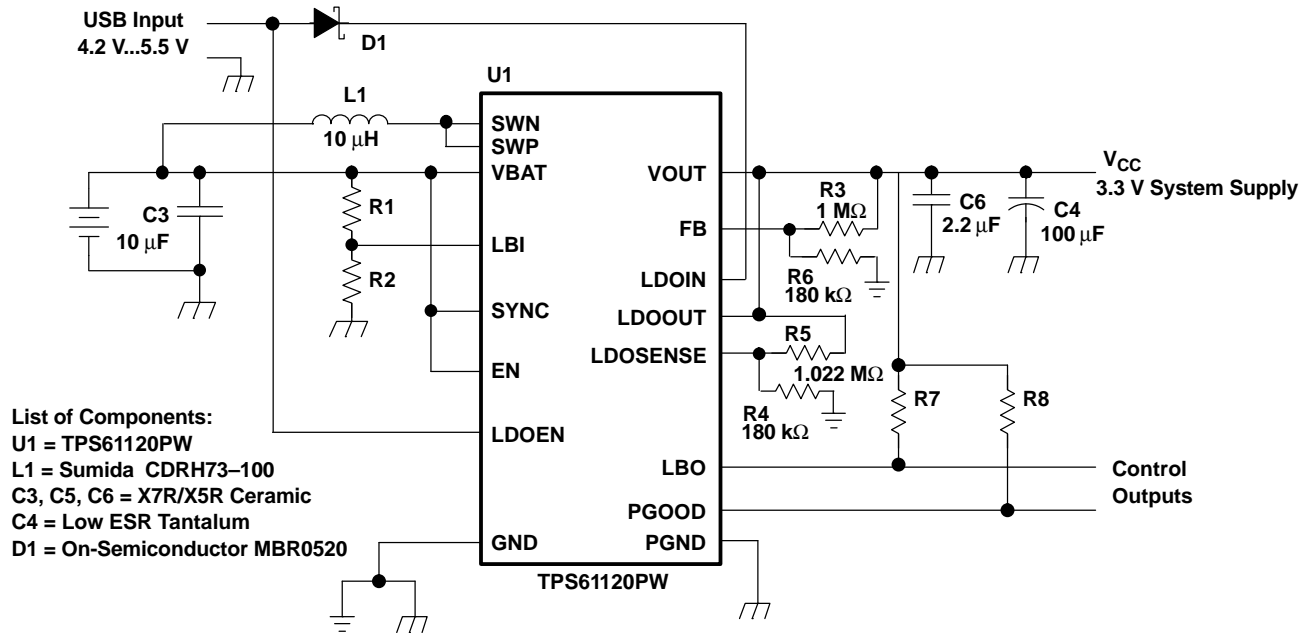 USB Input
4.2 V...5.5 V
D1
U1
L1
10 μH
SWN
SWP
VBAT
VOUT
VCC
3.3 V System Supply
C3
10 μF
R1
R3
1 MΩ
C6
2.2 μF
C4
100 μF
FB
LBI
R2
R6
180 kΩ
LDOIN
SYNC
LDOOUT
R5
1.022 MΩ
LDOSENSE
EN
R4
180 kΩ
R7
R8
List of Components:
U1 = TPS61120PW
L1 = Sumida CDRH73–100
C3, C5, C6 = X7R/X5R Ceramic
C4 = Low ESR Tantalum
D1 = On-Semiconductor MBR0520
LDOEN
LBO
Control
Outputs
PGOOD
GND
PGND
TPS61120PW